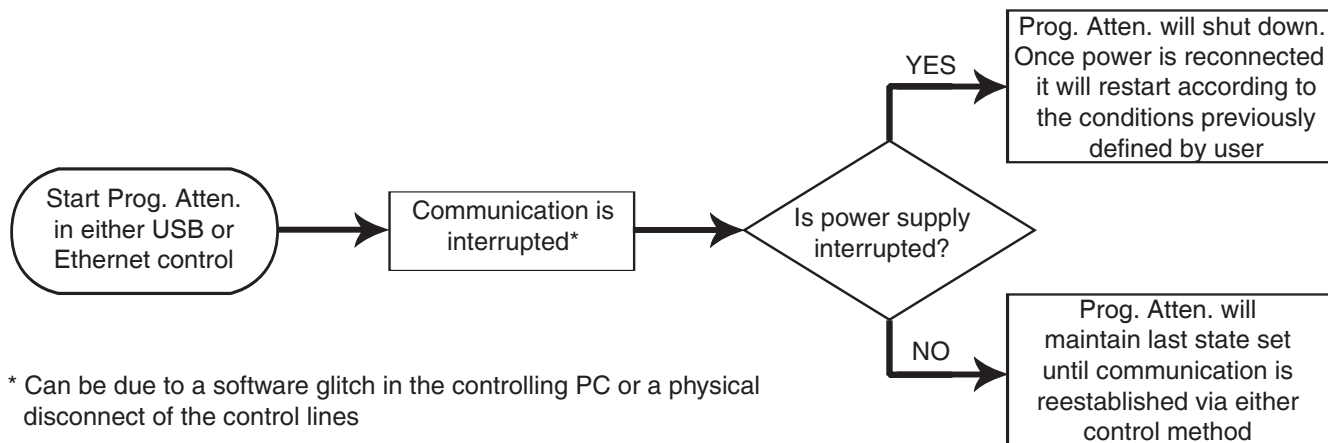 Start Prog. Atten.
in either USB or
Ethernet control
Communication is
interrupted*
Is power supply
interrupted?
YES
Prog. Atten. will shut down.
Once power is reconnected
it will restart according to
the conditions previously
defined by user
NO
Prog. Atten. will
maintain last state set
until communication is
reestablished via either
control method
* Can be due to a software glitch in the controlling PC or a physical
disconnect of the control lines